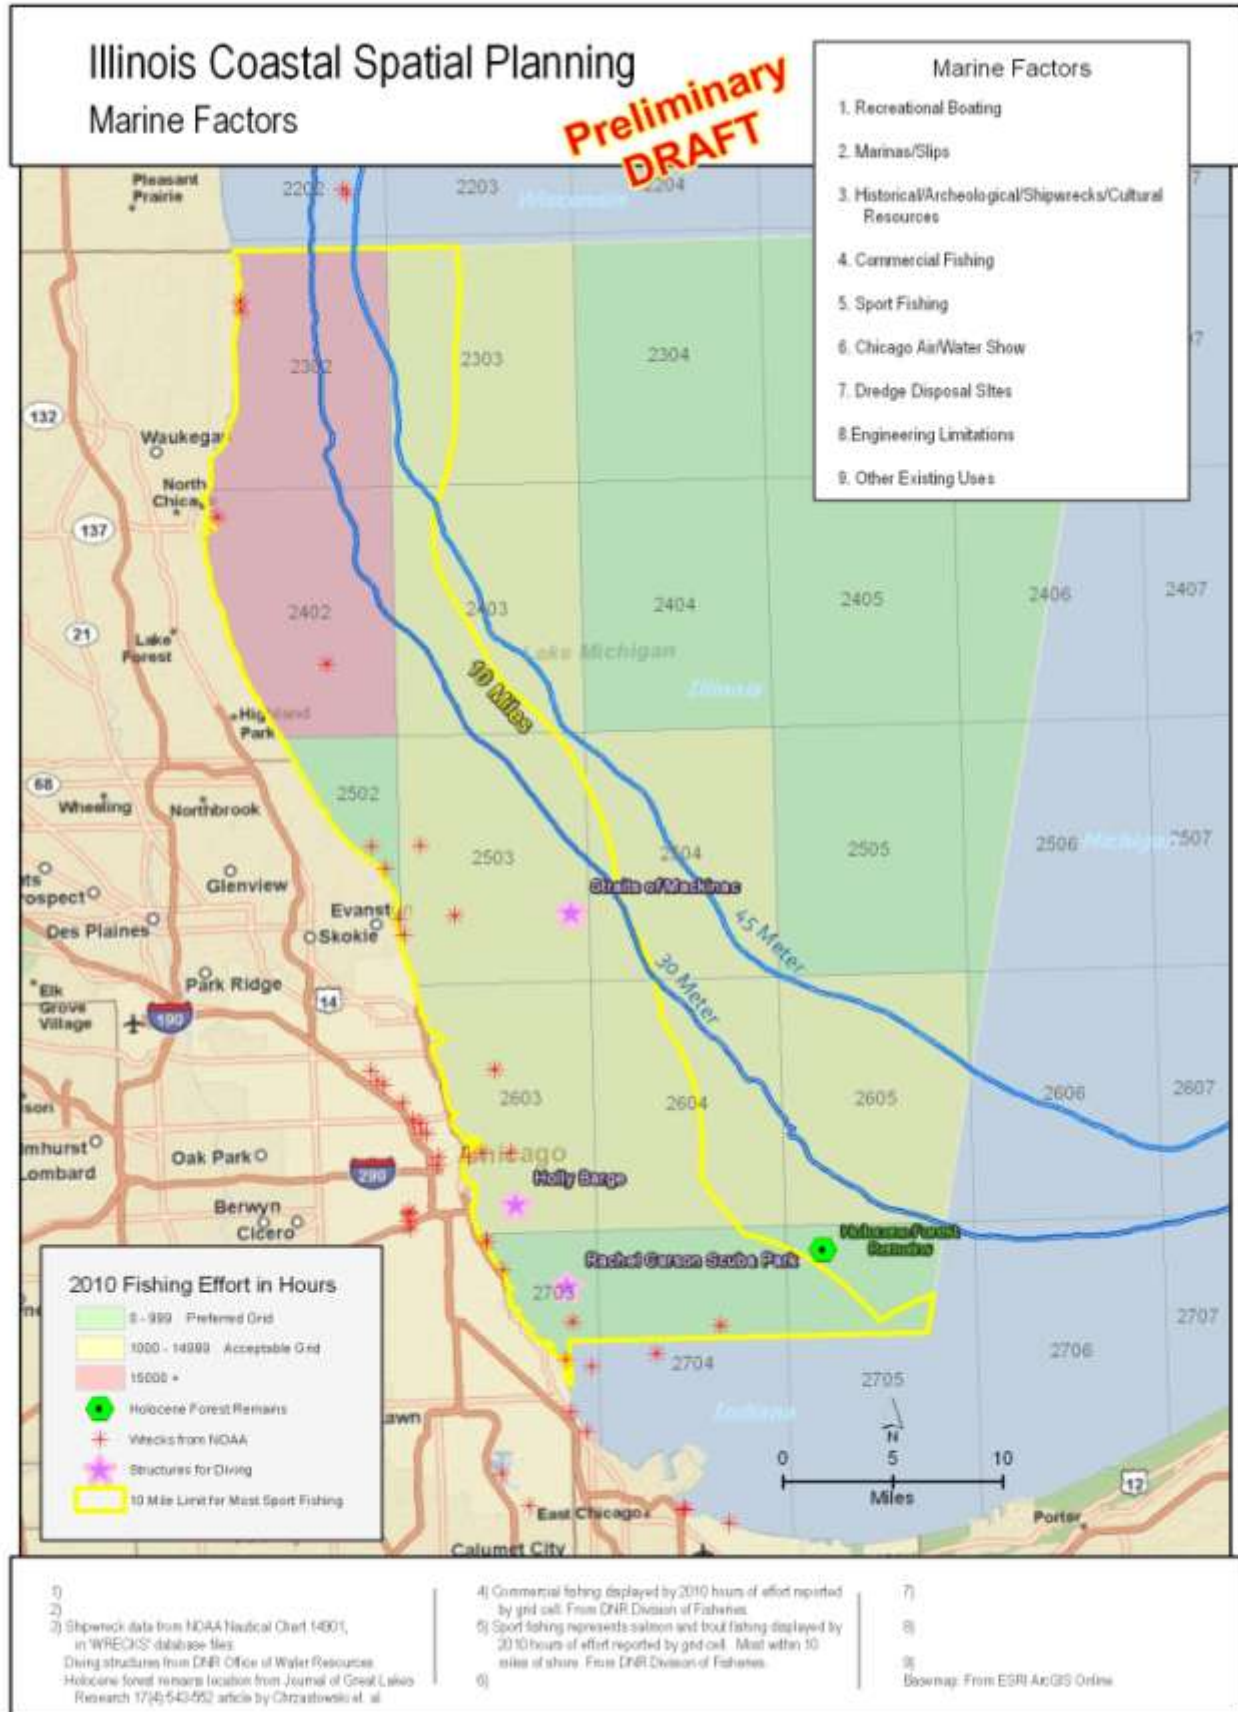 Illinois Coastal Spatial Planning
Marine Factors
Preliminary
DRAFT
Marine Factors
1. Recreational Boating
2. Marinas/Slips
3. Historical/Archeological/Shipwrecks/Cultural
Resources
4. Commercial Fishing
5. Sport Fishing
6. Chicago Air/Water Show
7. Dredge Disposal Sites
8.Engineering Limitations
9. Other Existing Uses
Pleasant
Prairie
2202
2203
2204
Wisconsin
2302
2303
2304
132
Waukegan
North
Chicago
137
2402
2403
2404
2405
2406
2407
21
Lake
Forest
Lake Michigan
Illinois
10 Miles
Highland
Park
68
Wheeling
Northbrook
2502
2503
2504
2505
2506
Michigan
2507
Straits of Mackinac
Glenview
Evanston
Des Plaines
Skokie
45 Meter
30 Meter
Park Ridge
Elk
Grove
Village
190
14
2603
2604
2605
2606
2607
Oak Park
Chicago
Lombard
290
Holly Barge
Berwyn
Cicero
Holocene Forest
Remains
Rachel Carson Scuba Park
2703
2704
2705
2706
2707
Indiana
N
0 5 10
Miles
12
Porter
East Chicago
Calumet City
2010 Fishing Effort in Hours
0 - 999 Preferred Grid
1000 - 14999 Acceptable Grid
15000 +
Holocene Forest Remains
Wrecks from NOAA
Structures for Diving
10 Mile Limit for Most Sport Fishing
1)
2)
3) Shipwreck data from NOAA Nautical Chart 14901,
in 'WRECKS' database files.
Diving structures from DNR Office of Water Resources
Holocene forest remains location from Journal of Great Lakes
Research 17(4):543-552 article by Chrzastowski et. al
4) Commercial fishing displayed by 2010 hours of effort reported
by grid cell. From DNR Division of Fisheries
5) Sport fishing represents salmon and trout fishing displayed by
2010 hours of effort reported by grid cell. Most within 10
miles of shore. From DNR Division of Fisheries.
6)
7)
8)
9)
Basemap: From ESRI ArcGIS Online